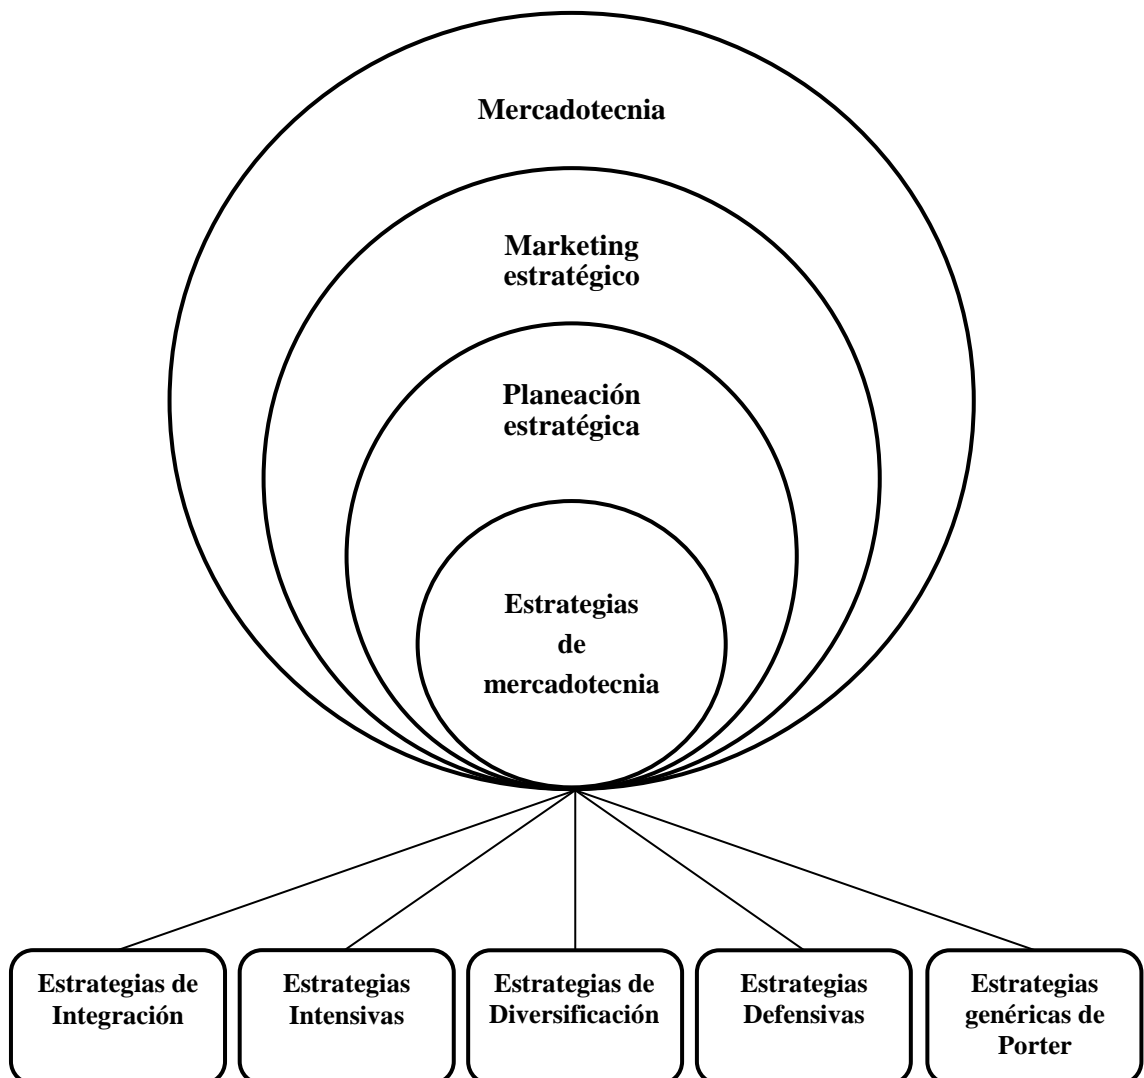 Mercadotecnia
Marketing
estratégico
Planeación
estratégica
Estrategias
de
mercadotecnia
Estrategias de
Integración
Estrategias
Intensivas
Estrategias de
Diversificación
Estrategias
Defensivas
Estrategias
genéricas de
Porter